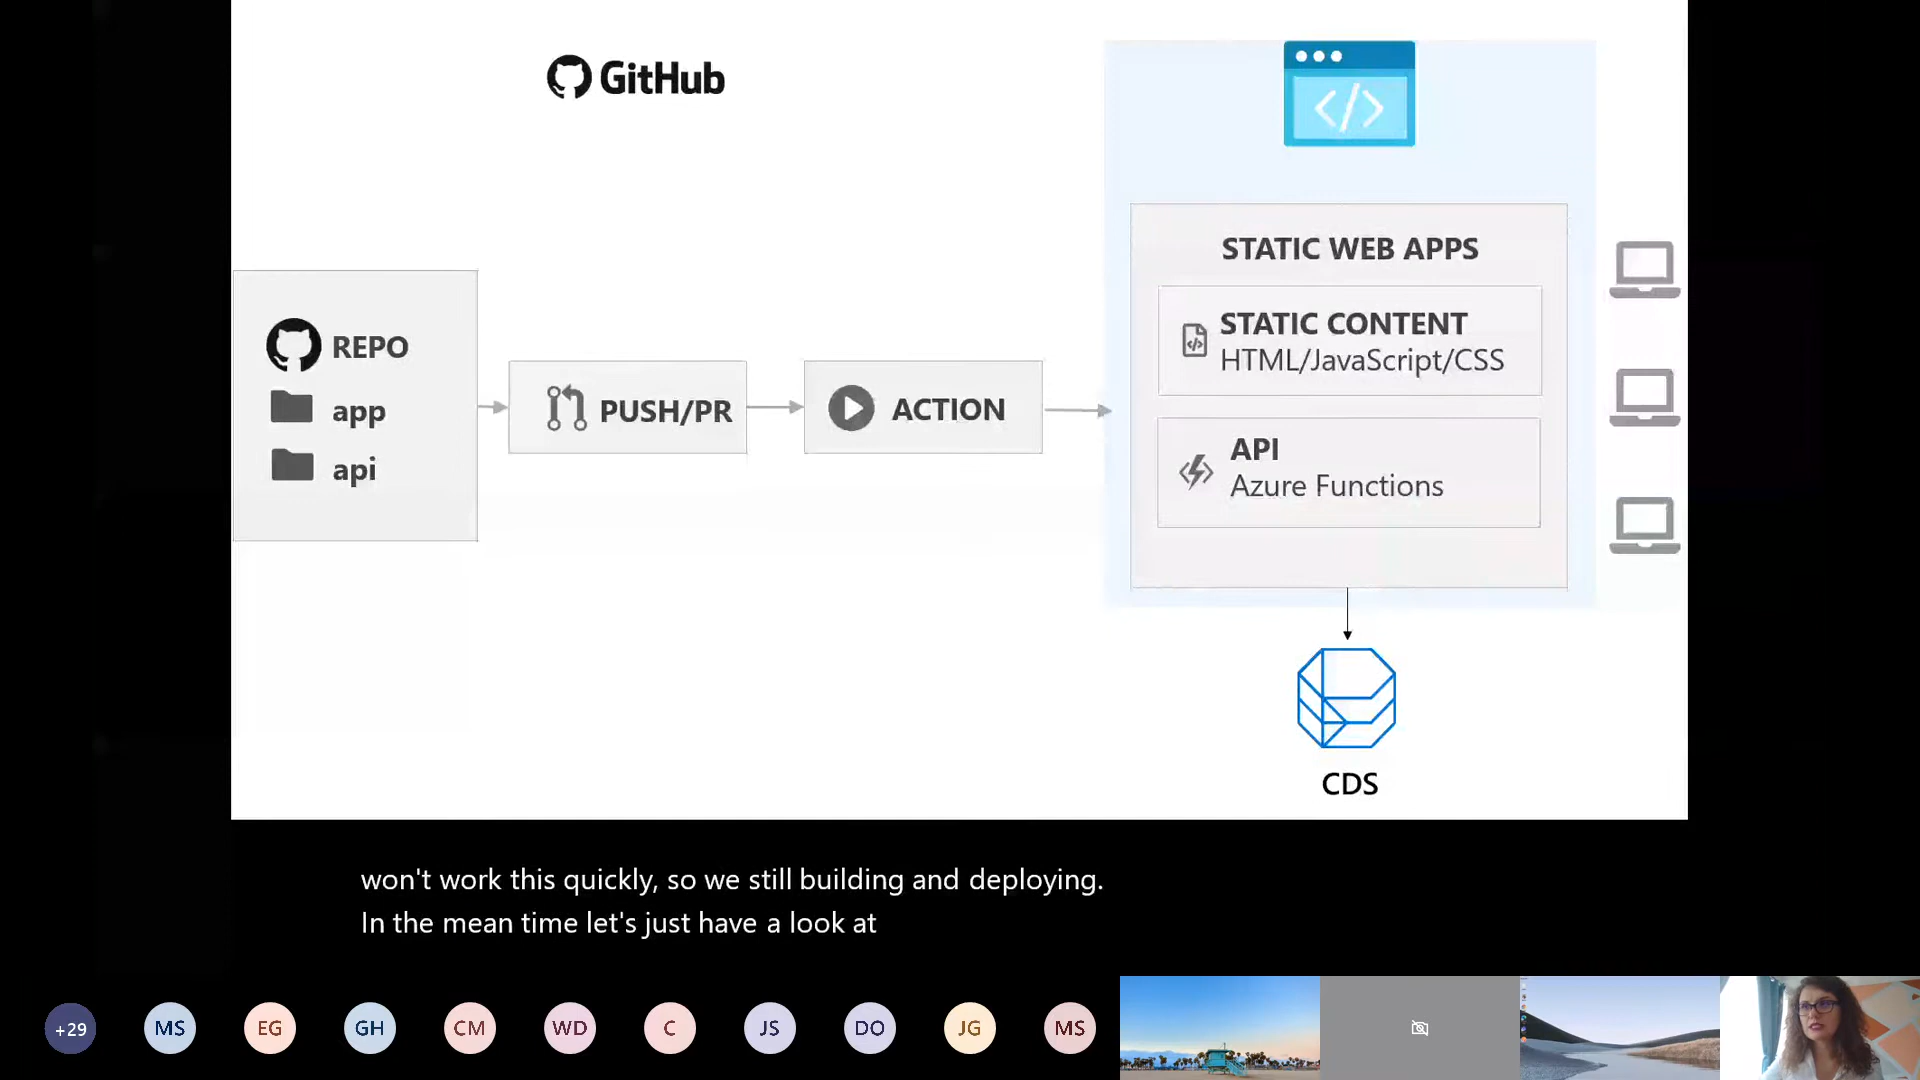 GitHub
REPO
app
api
PUSH/PR
ACTION
STATIC WEB APPS
STATIC CONTENT
HTML/JavaScript/CSS
API
Azure Functions
CDS
won't work this quickly, so we still building and deploying.
In the mean time let's just have a look at
+29
MS
EG
GH
CM
WD
C
JS
DO
JG
MS